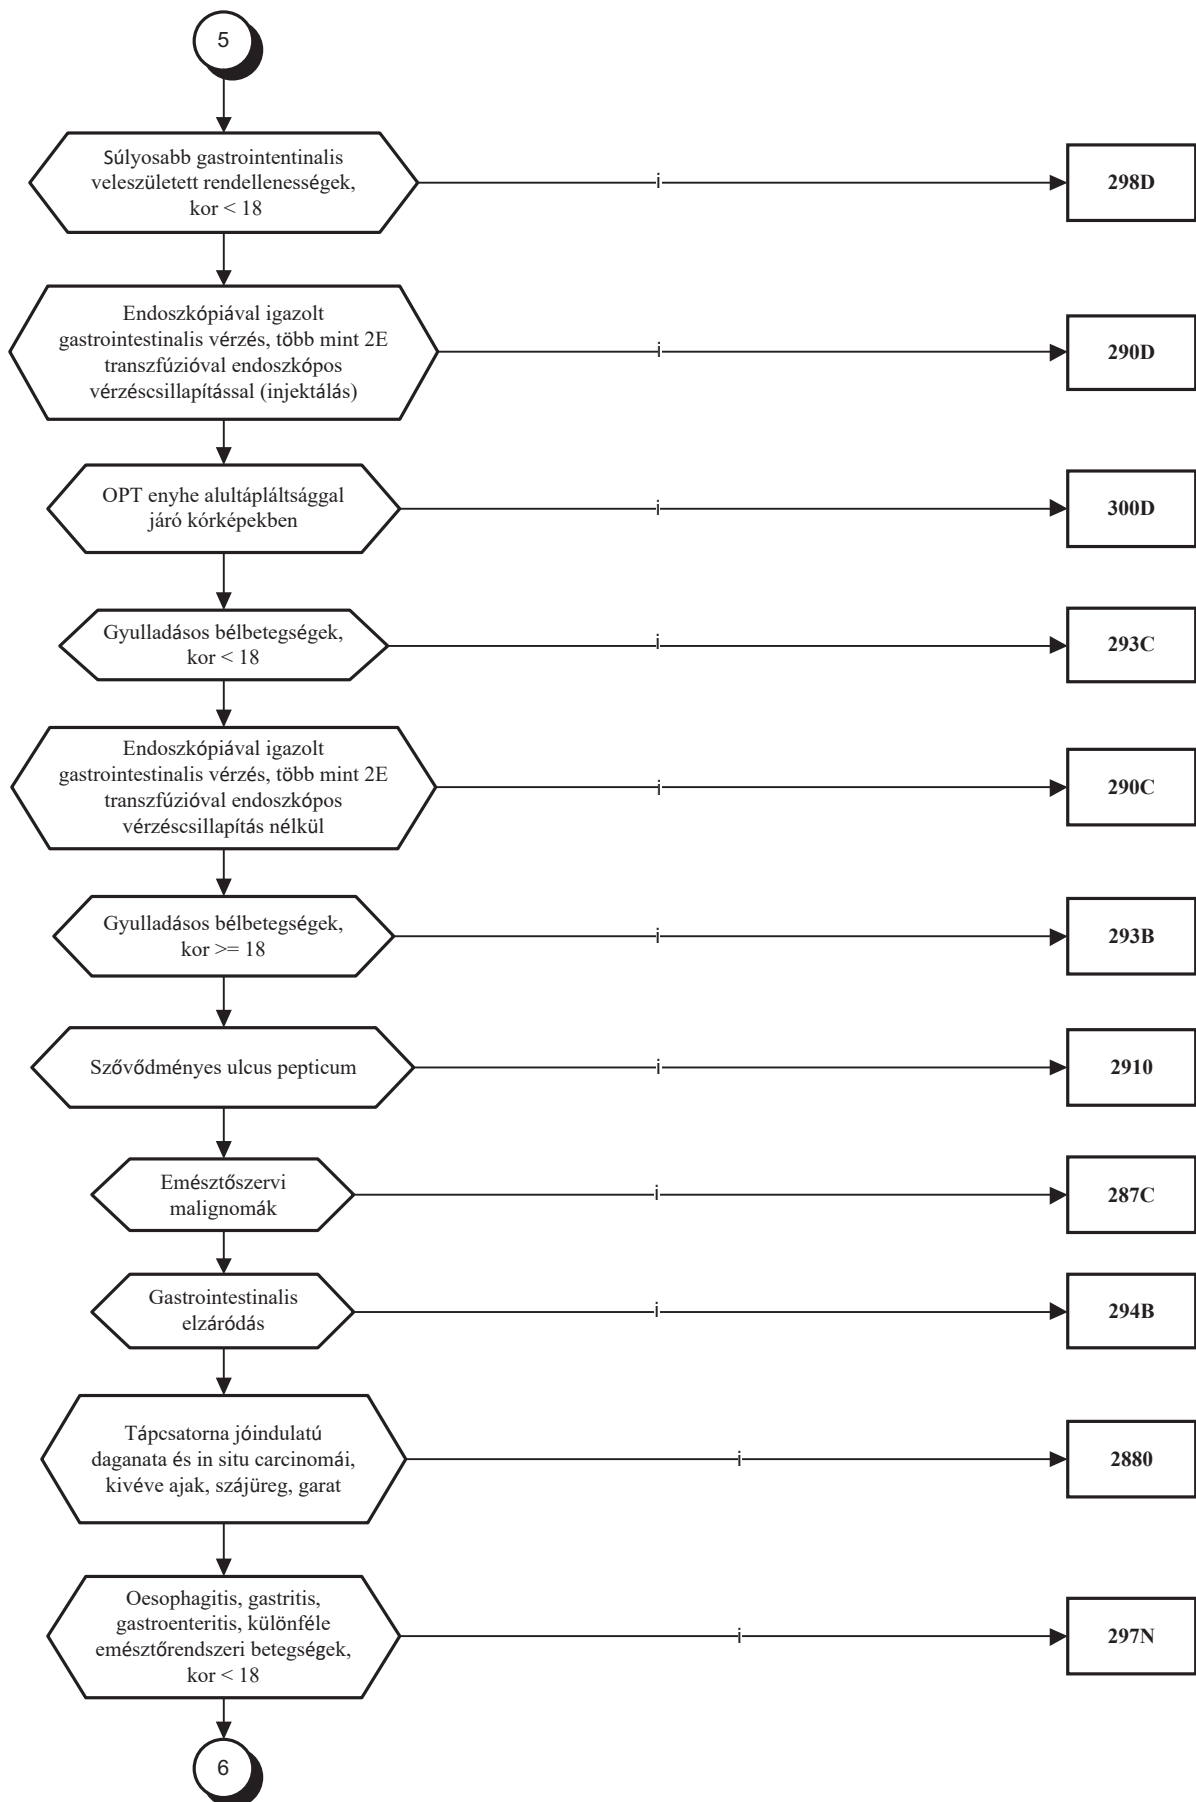 5
Súlyosabb gastrointentinalis
veleszületett rendellenességek,
kor < 18
i
298D
Endoszkópiával igazolt
gastrointestinalis vérzés, több mint 2E
transzfúzióval endoszkópos
vérzéscsillapítással (injektálás)
i
290D
OPT enyhe alultápláltsággal
járó kórképekben
i
300D
Gyulladásos bélbetegségek,
kor < 18
i
293C
Endoszkópiával igazolt
gastrointestinalis vérzés, több mint 2E
transzfúzióval endoszkópos
vérzéscsillapítás nélkül
i
290C
Gyulladásos bélbetegségek,
kor >= 18
i
293B
Szővődményes ulcus pepticum
i
2910
Emésztőszervi
malignomák
i
287C
Gastrointestinalis
elzáródás
i
294B
Tápcsatorna jóindulatú
daganata és in situ carcinomái,
kivéve ajak, szájüreg, garat
i
2880
Oesophagitis, gastritis,
gastroenteritis, különféle
emésztőrendszeri betegségek,
kor < 18
i
297N
6